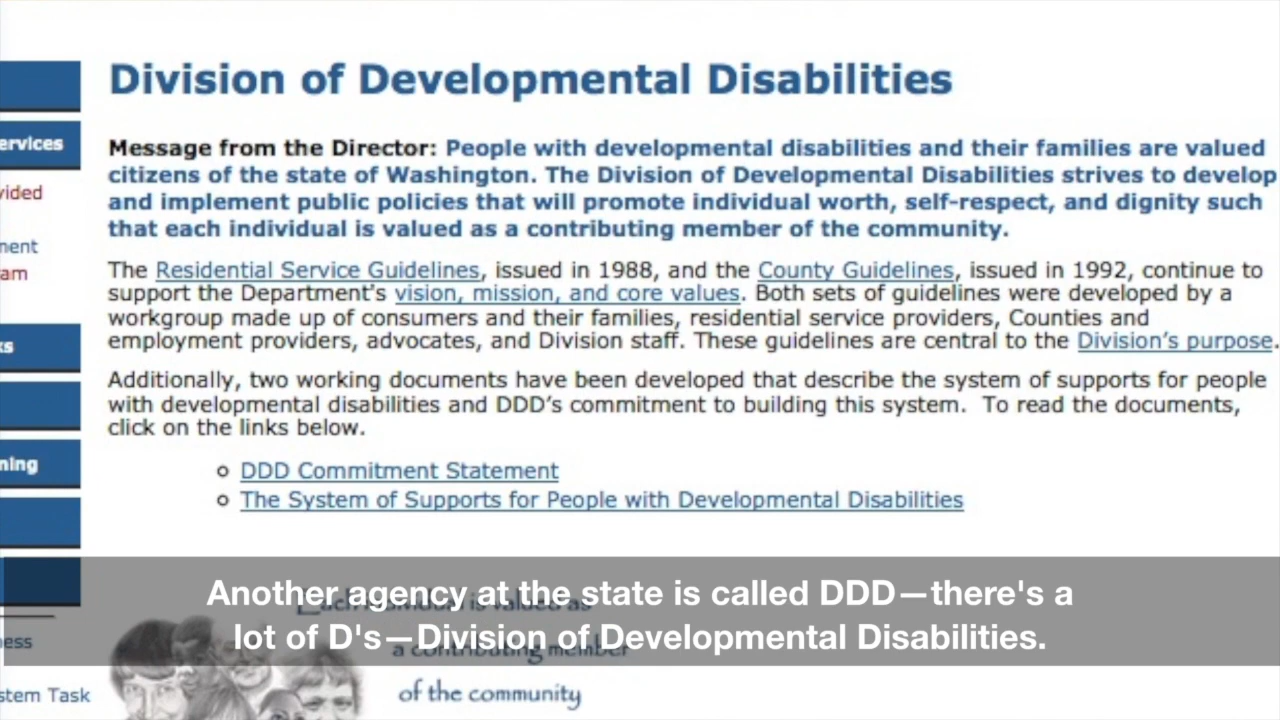 Division of Developmental Disabilities
Message from the Director: People with developmental disabilities and their families are valued
citizens of the state of Washington. The Division of Developmental Disabilities strives to develop
and implement public policies that will promote individual worth, self-respect, and dignity such
that each individual is valued as a contributing member of the community.
The Residential Service Guidelines, issued in 1988, and the County Guidelines, issued in 1992, continue to
support the Department's vision, mission, and core values. Both sets of guidelines were developed by a
workgroup made up of consumers and their families, residential service providers, Counties and
employment providers, advocates, and Division staff. These guidelines are central to the Division's purpose.
Additionally, two working documents have been developed that describe the system of supports for people
with developmental disabilities and DDD's commitment to building this system. To read the documents,
click on the links below.
DDD Commitment Statement
The System of Supports for People with Developmental Disabilities
ervices
vided
nent
am
ks
ning
ess
stem Task
Each individual is valued as
a contributing member
of the community
Another agency at the state is called DDD—there's a
lot of D's—Division of Developmental Disabilities.